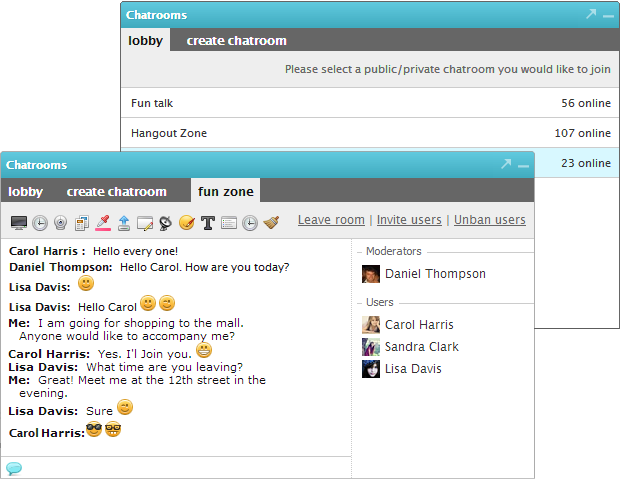 Chatrooms
lobby create chatroom
Please select a public/private chatroom you would like to join
Fun talk 56 online
Hangout Zone 107 online
23 online
Chatrooms
lobby create chatroom fun zone
Leave room | Invite users | Unban users
Carol Harris : Hello every one!
Daniel Thompson: Hello Carol. How are you today?
Lisa Davis:
Lisa Davis: Hello Carol
Me: I am going for shopping to the mall.
Anyone would like to accompany me?
Carol Harris: Yes. I'l Join you.
Lisa Davis: What time are you leaving?
Me: Great! Meet me at the 12th street in the
evening.
Lisa Davis: Sure
Carol Harris:
Moderators
Daniel Thompson
Users
Carol Harris
Sandra Clark
Lisa Davis